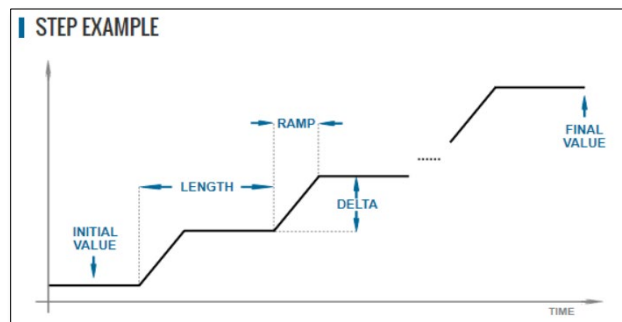 STEP EXAMPLE
RAMP
FINAL
VALUE
......
LENGTH
DELTA
INITIAL
VALUE
TIME